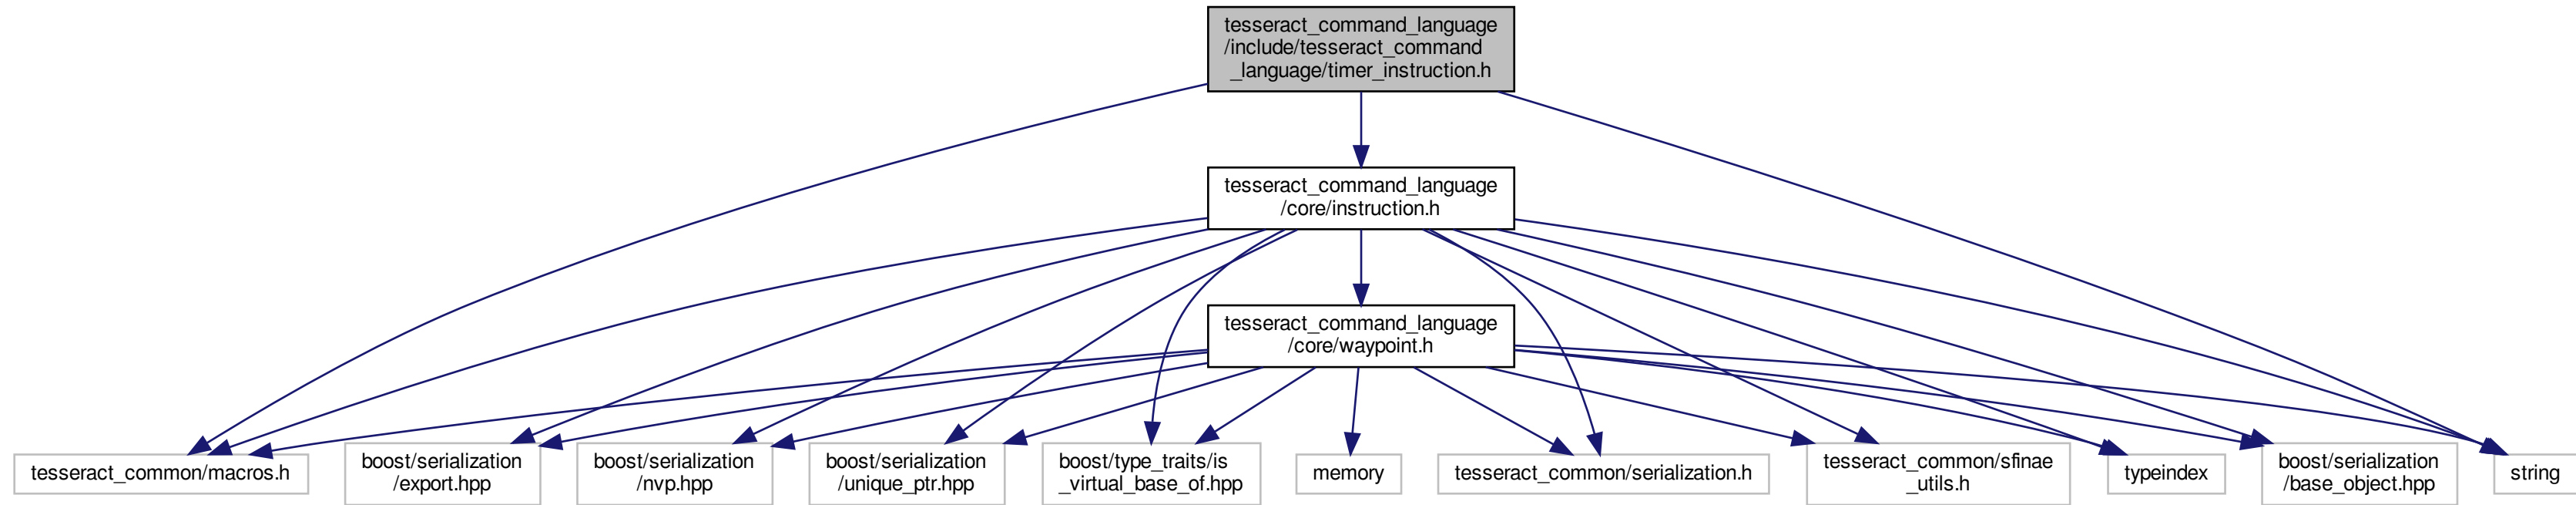 tesseract_command_language
/include/tesseract_command
_language/timer_instruction.h
tesseract_command_language
/core/instruction.h
tesseract_command_language
/core/waypoint.h
tesseract_common/macros.h
boost/serialization
/export.hpp
boost/serialization
/nvp.hpp
boost/serialization
/unique_ptr.hpp
boost/type_traits/is
_virtual_base_of.hpp
memory
tesseract_common/serialization.h
tesseract_common/sfinae
_utils.h
typeindex
boost/serialization
/base_object.hpp
string